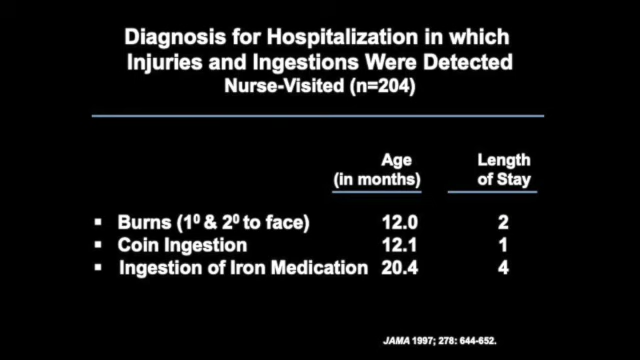 Diagnosis for Hospitalization in which
Injuries and Ingestions Were Detected
Nurse-Visited (n=204)
Age Length
(in months) of Stay
▪ Burns (1⁰ & 2⁰ to face) 12.0 2
▪ Coin Ingestion 12.1 1
▪ Ingestion of Iron Medication 20.4 4
JAMA 1997; 278: 644-652.